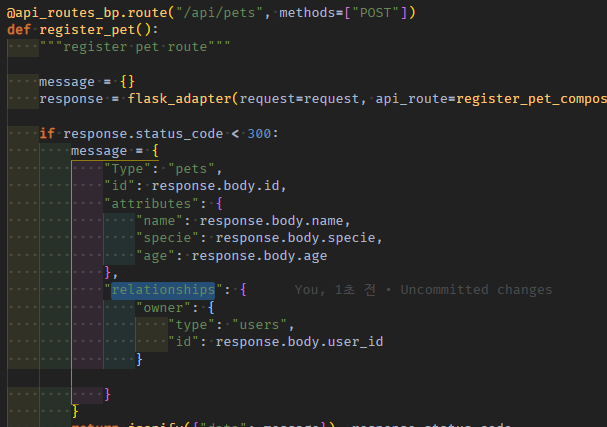 @api_routes_bp.route("/api/pets", methods=["POST"])
def register_pet():
    """register pet route"""

    message = {}
    response = flask_adapter(request=request, api_route=register_pet_compos

    if response.status_code < 300:
        message = {
            "Type": "pets",
            "id": response.body.id,
            "attributes": {
                "name": response.body.name,
                "specie": response.body.specie,
                "age": response.body.age
            },
            "relationships": {      You, 1초 전 • Uncommitted changes
                "owner": {
                    "type": "users",
                    "id": response.body.user_id
                }

            }
        }
        return jsonify({"data": message}), response.status_code